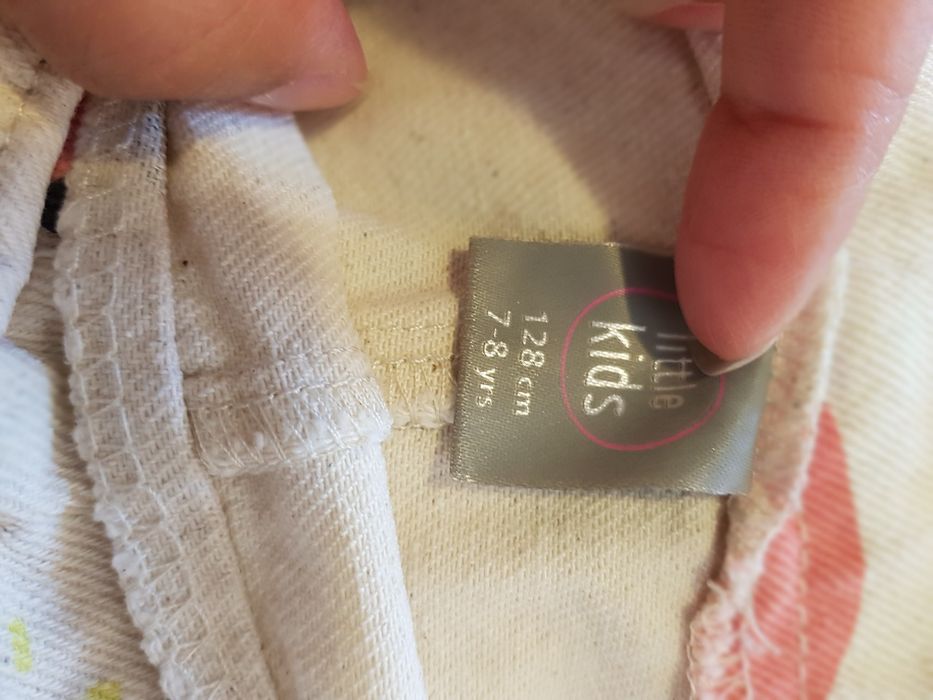 little
kids
128 cm
7-8 yrs